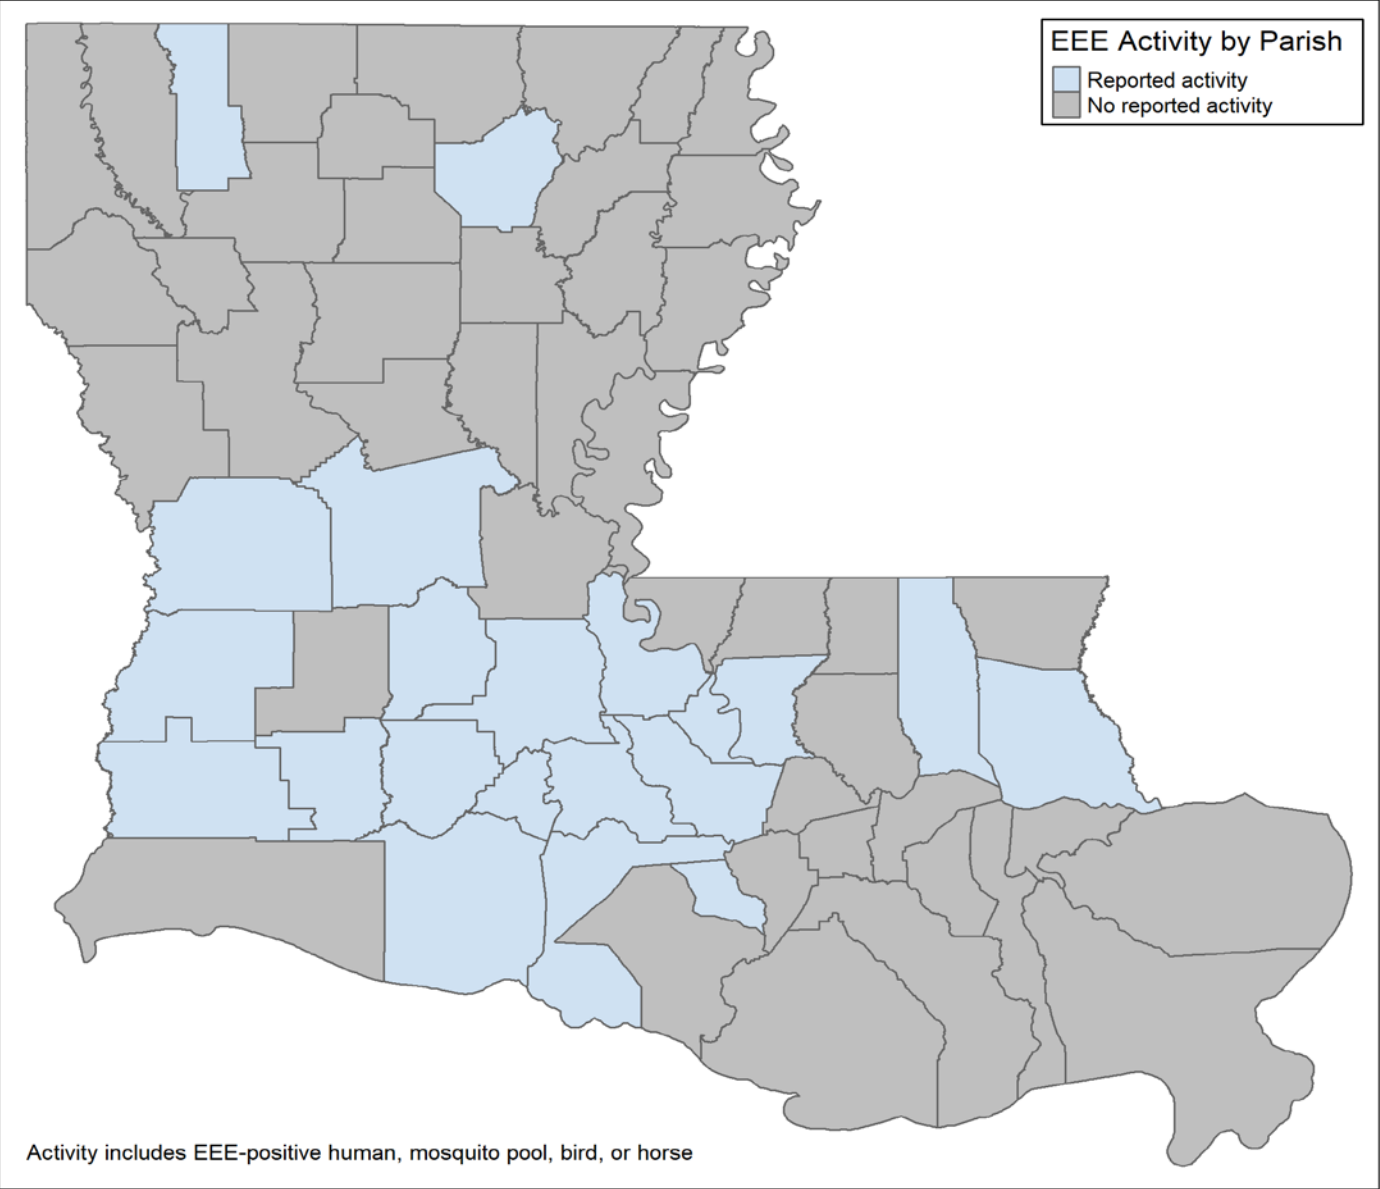 EEE Activity by Parish
Reported activity
No reported activity
Activity includes EEE-positive human, mosquito pool, bird, or horse